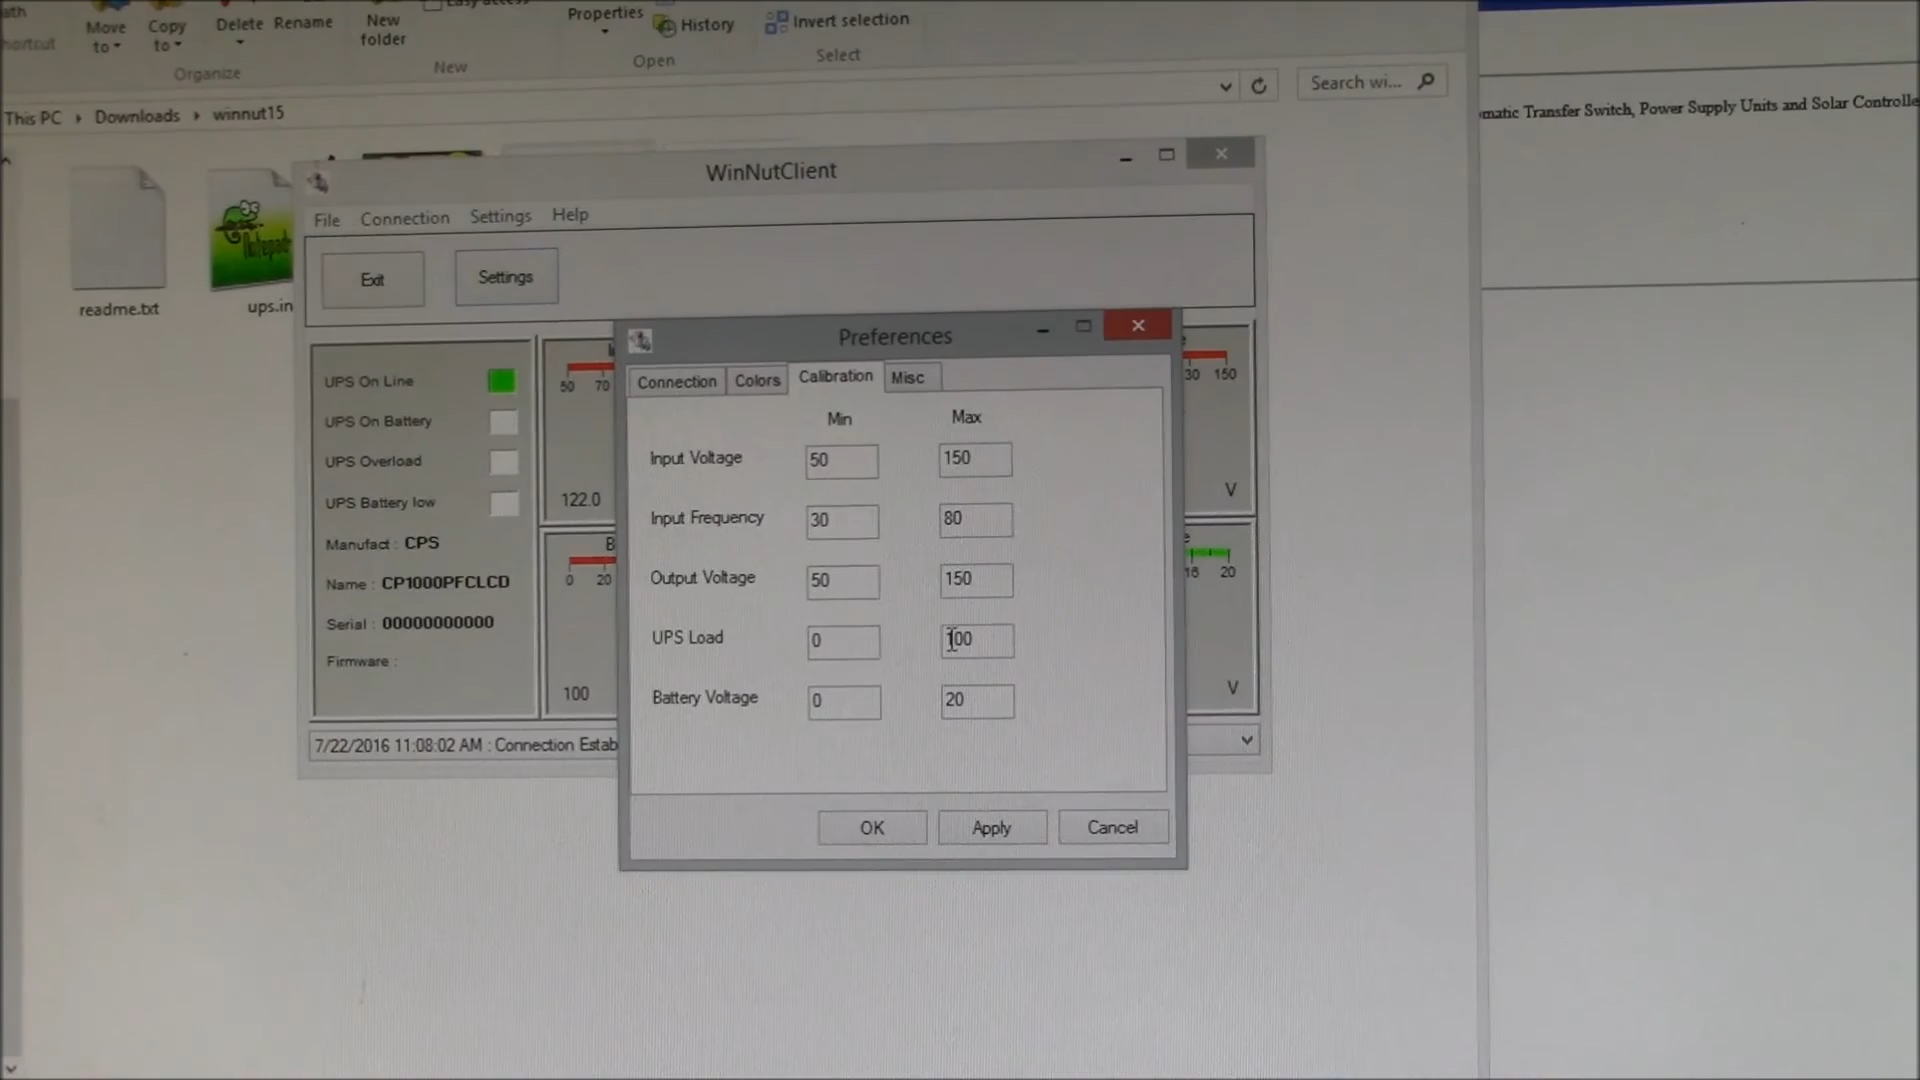 Move to
Copy to
Delete
Rename
New folder
Properties
History
Invert selection
Organize
New
Open
Select
This PC
Downloads
winnut15
Search wi...
matic Transfer Switch, Power Supply Units and Solar Controlle
readme.txt
ups.in
WinNutClient
File Connection Settings Help
Exit
Settings
UPS On Line
UPS On Battery
UPS Overload
UPS Battery low
Manufact : CPS
Name : CP1000PFCLCD
Serial : 00000000000
Firmware :
50 70
122.0
B
0 20
100
30 150
V
16 20
V
7/22/2016 11:08:02 AM : Connection Estab
Preferences
Connection Colors Calibration Misc
Min Max
Input Voltage 50 150
Input Frequency 30 80
Output Voltage 50 150
UPS Load 0 100
Battery Voltage 0 20
OK Apply Cancel